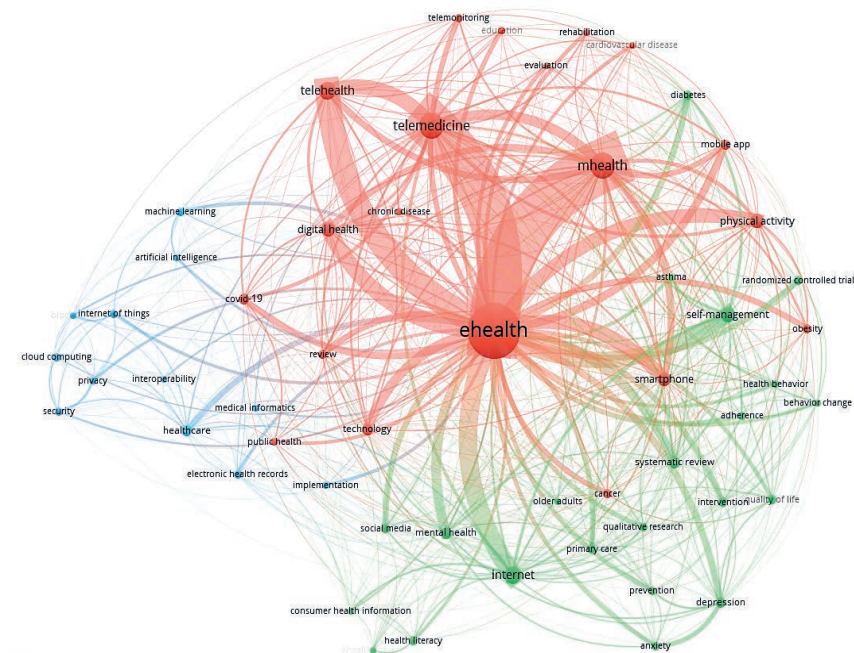 telemonitoring
education
rehabilitation
cardiovascular disease
evaluation
telehealth
diabetes
telemedicine
mobile app
mhealth
machine learning
chronic disease
physical activity
digital health
artificial intelligence
asthma
randomized controlled trial
covid-19
internet of things
self-management
ehealth
obesity
cloud computing
review
privacy
interoperability
smartphone
health behavior
security
medical informatics
behavior change
adherence
healthcare
public health
technology
systematic review
electronic health records
implementation
cancer
older adults
intervention
quality of life
social media
mental health
qualitative research
primary care
internet
prevention
depression
consumer health information
health literacy
anxiety